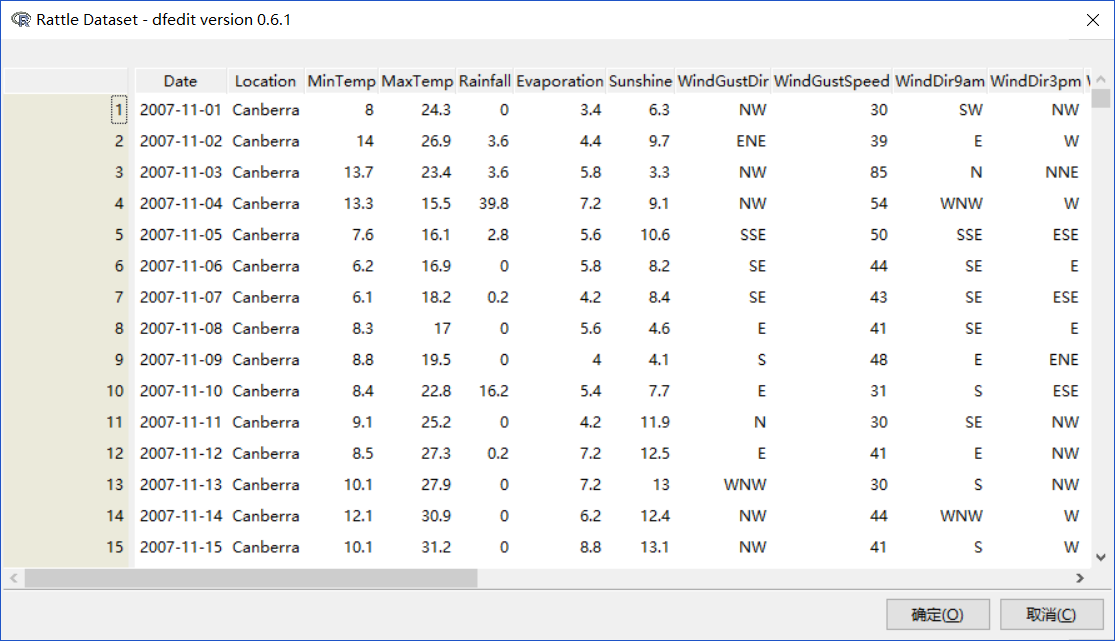 Rattle Dataset - dfedit version 0.6.1
Date Location MinTemp MaxTemp Rainfall Evaporation Sunshine WindGustDir WindGustSpeed WindDir9am WindDir3pm
1 2007-11-01 Canberra 8 24.3 0 3.4 6.3 NW 30 SW NW
2 2007-11-02 Canberra 14 26.9 3.6 4.4 9.7 ENE 39 E W
3 2007-11-03 Canberra 13.7 23.4 3.6 5.8 3.3 NW 85 N NNE
4 2007-11-04 Canberra 13.3 15.5 39.8 7.2 9.1 NW 54 WNW W
5 2007-11-05 Canberra 7.6 16.1 2.8 5.6 10.6 SSE 50 SSE ESE
6 2007-11-06 Canberra 6.2 16.9 0 5.8 8.2 SE 44 SE E
7 2007-11-07 Canberra 6.1 18.2 0.2 4.2 8.4 SE 43 SE ESE
8 2007-11-08 Canberra 8.3 17 0 5.6 4.6 E 41 SE E
9 2007-11-09 Canberra 8.8 19.5 0 4 4.1 S 48 E ENE
10 2007-11-10 Canberra 8.4 22.8 16.2 5.4 7.7 E 31 S ESE
11 2007-11-11 Canberra 9.1 25.2 0 4.2 11.9 N 30 SE NW
12 2007-11-12 Canberra 8.5 27.3 0.2 7.2 12.5 E 41 E NW
13 2007-11-13 Canberra 10.1 27.9 0 7.2 13 WNW 30 S NW
14 2007-11-14 Canberra 12.1 30.9 0 6.2 12.4 NW 44 WNW W
15 2007-11-15 Canberra 10.1 31.2 0 8.8 13.1 NW 41 S W
确定(O) 取消(C)